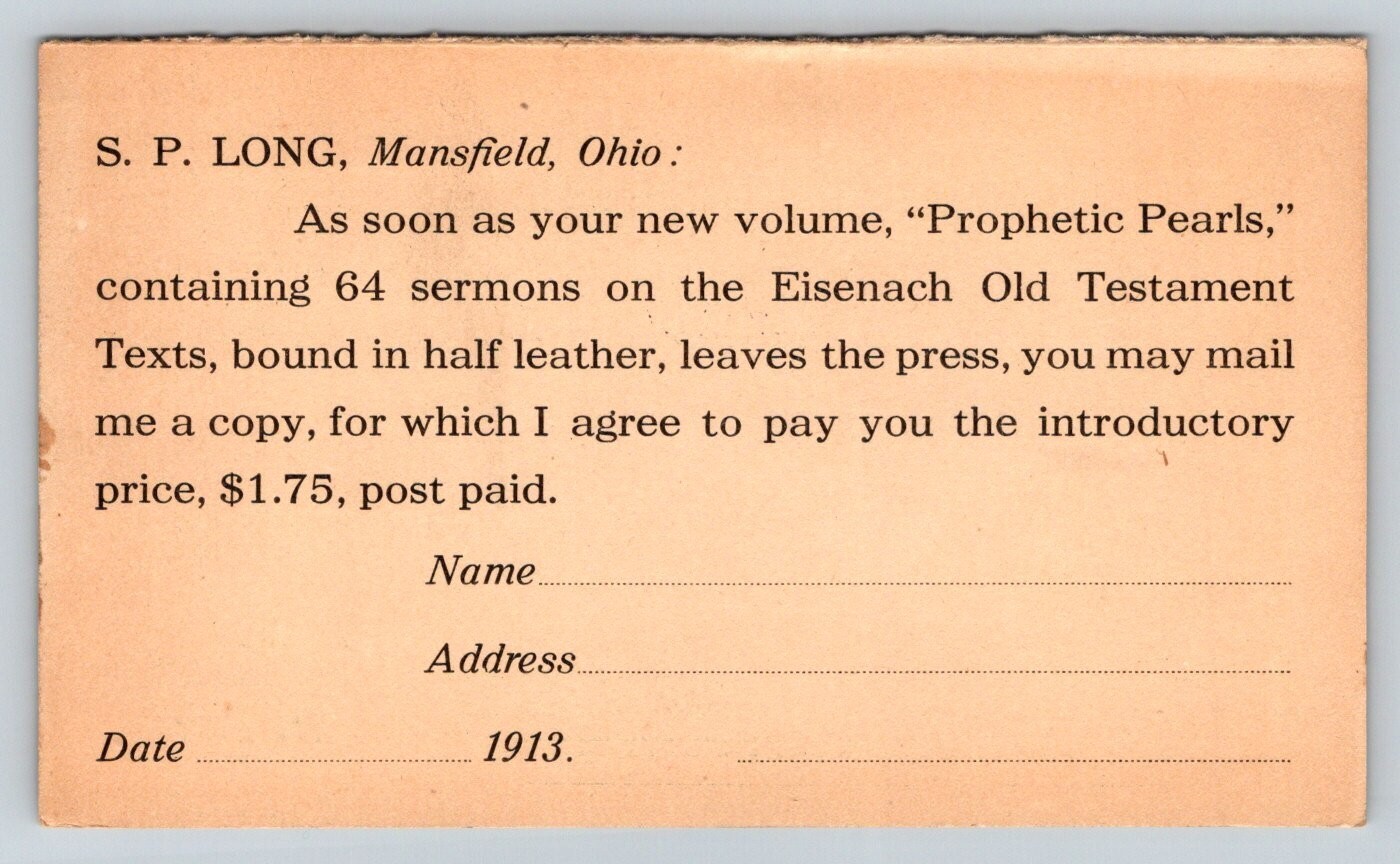 S. P. LONG, Mansfield, Ohio:
As soon as your new volume, “Prophetic Pearls,”
containing 64 sermons on the Eisenach Old Testament
Texts, bound in half leather, leaves the press, you may mail
me a copy, for which I agree to pay you the introductory
price, $1.75, post paid.
Name
Address
Date 1913.